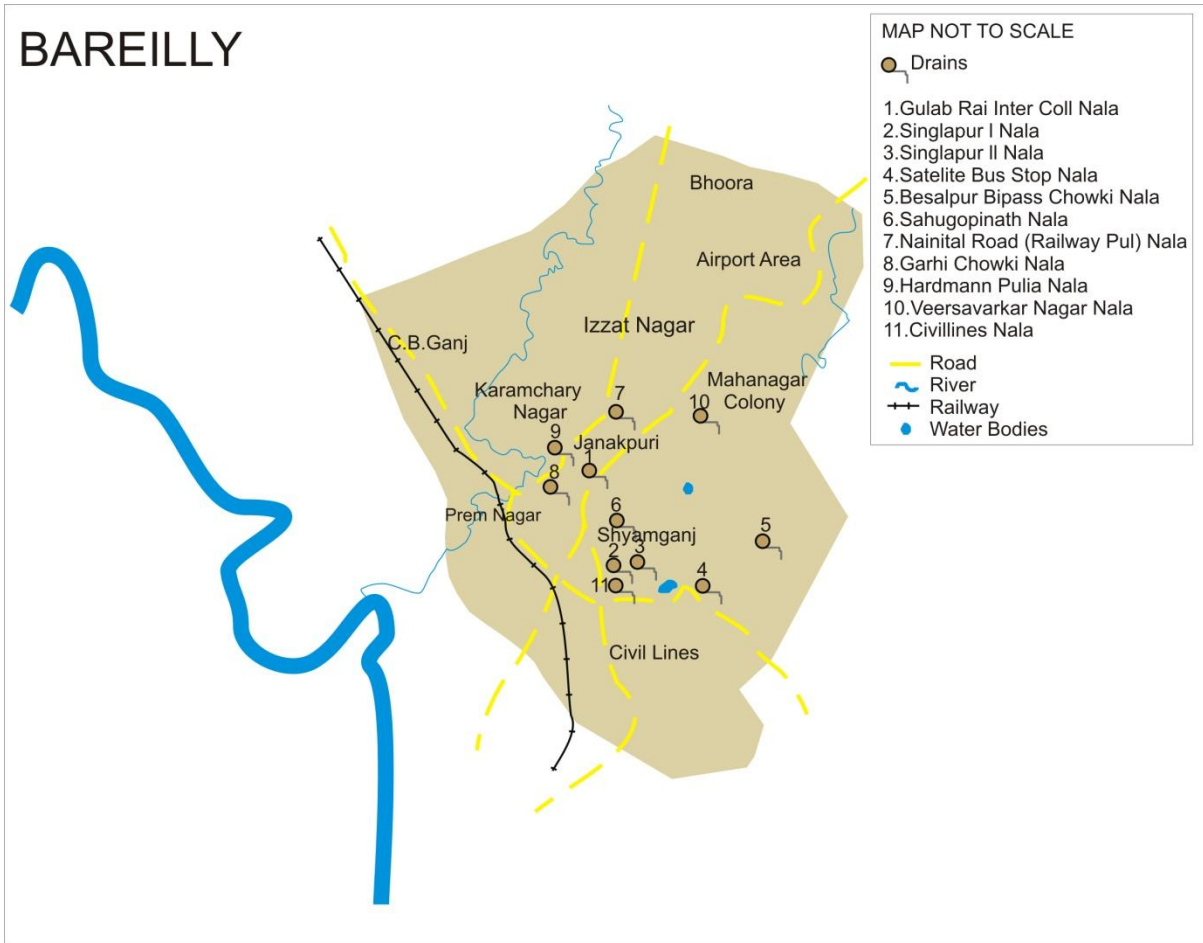 BAREILLY
MAP NOT TO SCALE
Drains
1.Gulab Rai Inter Coll Nala
2.Singlapur I Nala
3.Singlapur II Nala
4.Satelite Bus Stop Nala
5.Besalpur Bipass Chowki Nala
6.Sahugopinath Nala
7.Nainital Road (Railway Pul) Nala
8.Garhi Chowki Nala
9.Hardmann Pulia Nala
10.Veersavarkar Nagar Nala
11.Civillines Nala
Road
River
Railway
Water Bodies
Bhoora
Airport Area
Izzat Nagar
C.B.Ganj
Karamchary
Nagar
Mahanagar
Colony
7
10
9
Janakpuri
1
8
Prem Nagar
6
Shyamganj
5
2
3
4
11
Civil Lines